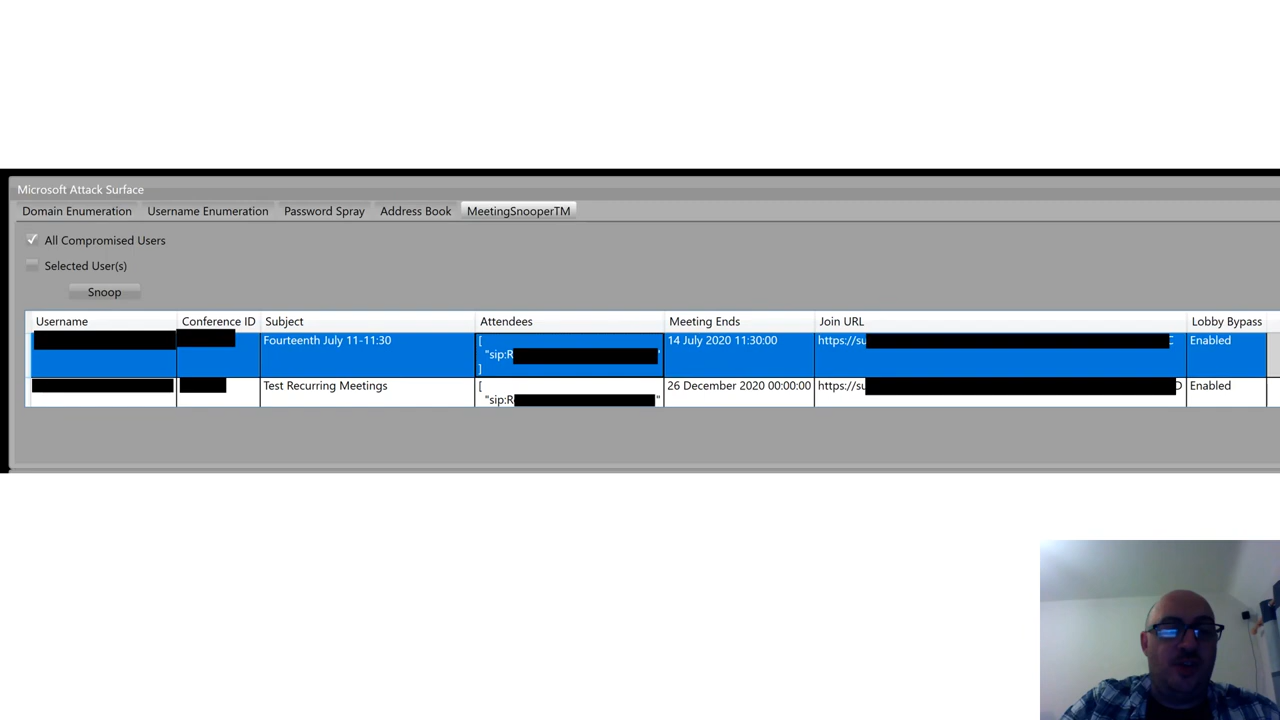 Microsoft Attack Surface
Domain Enumeration Username Enumeration Password Spray Address Book MeetingSnooperTM
All Compromised Users
Selected User(s)
Snoop
Username Conference ID Subject Attendees Meeting Ends Join URL Lobby Bypass
Fourteenth July 11-11:30 [ 14 July 2020 11:30:00 https://su C Enabled
"sip:R "
]
Test Recurring Meetings [ 26 December 2020 00:00:00 https://su D Enabled
"sip:R "